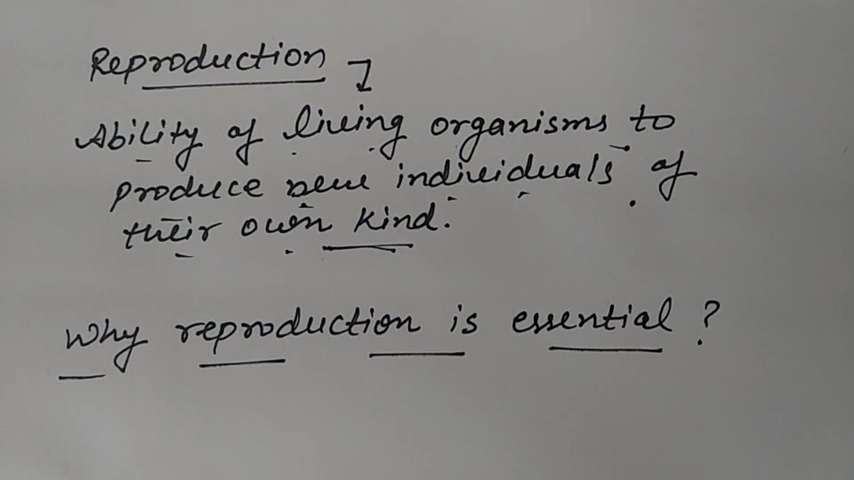 Reproduction
Ability of living organisms to
produce new individuals of
their own kind.
Why reproduction is essential ?